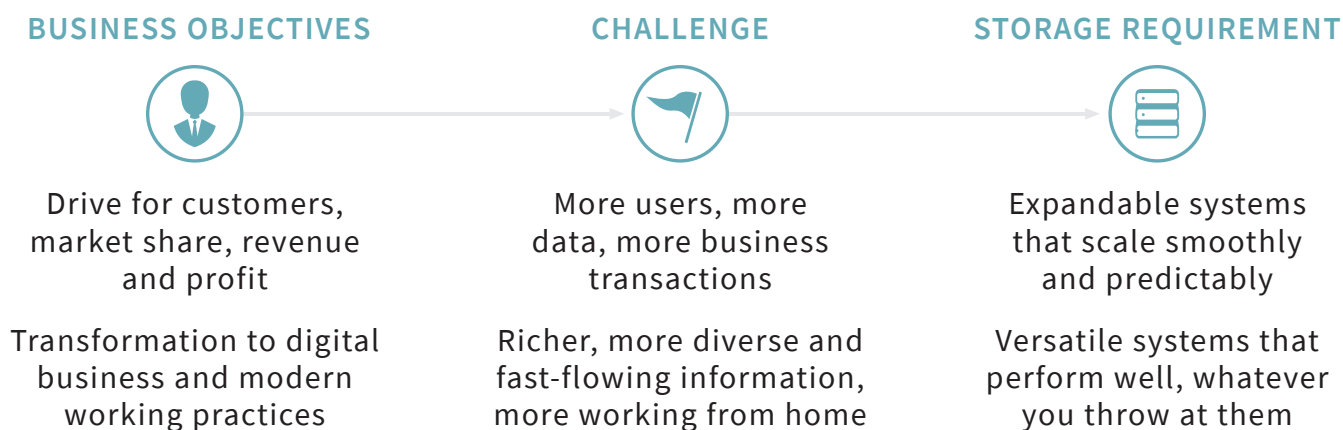 BUSINESS OBJECTIVES
CHALLENGE
STORAGE REQUIREMENT
Drive for customers,
market share, revenue
and profit
More users, more
data, more business
transactions
Expandable systems
that scale smoothly
and predictably
Transformation to digital
business and modern
working practices
Richer, more diverse and
fast-flowing information,
more working from home
Versatile systems that
perform well, whatever
you throw at them